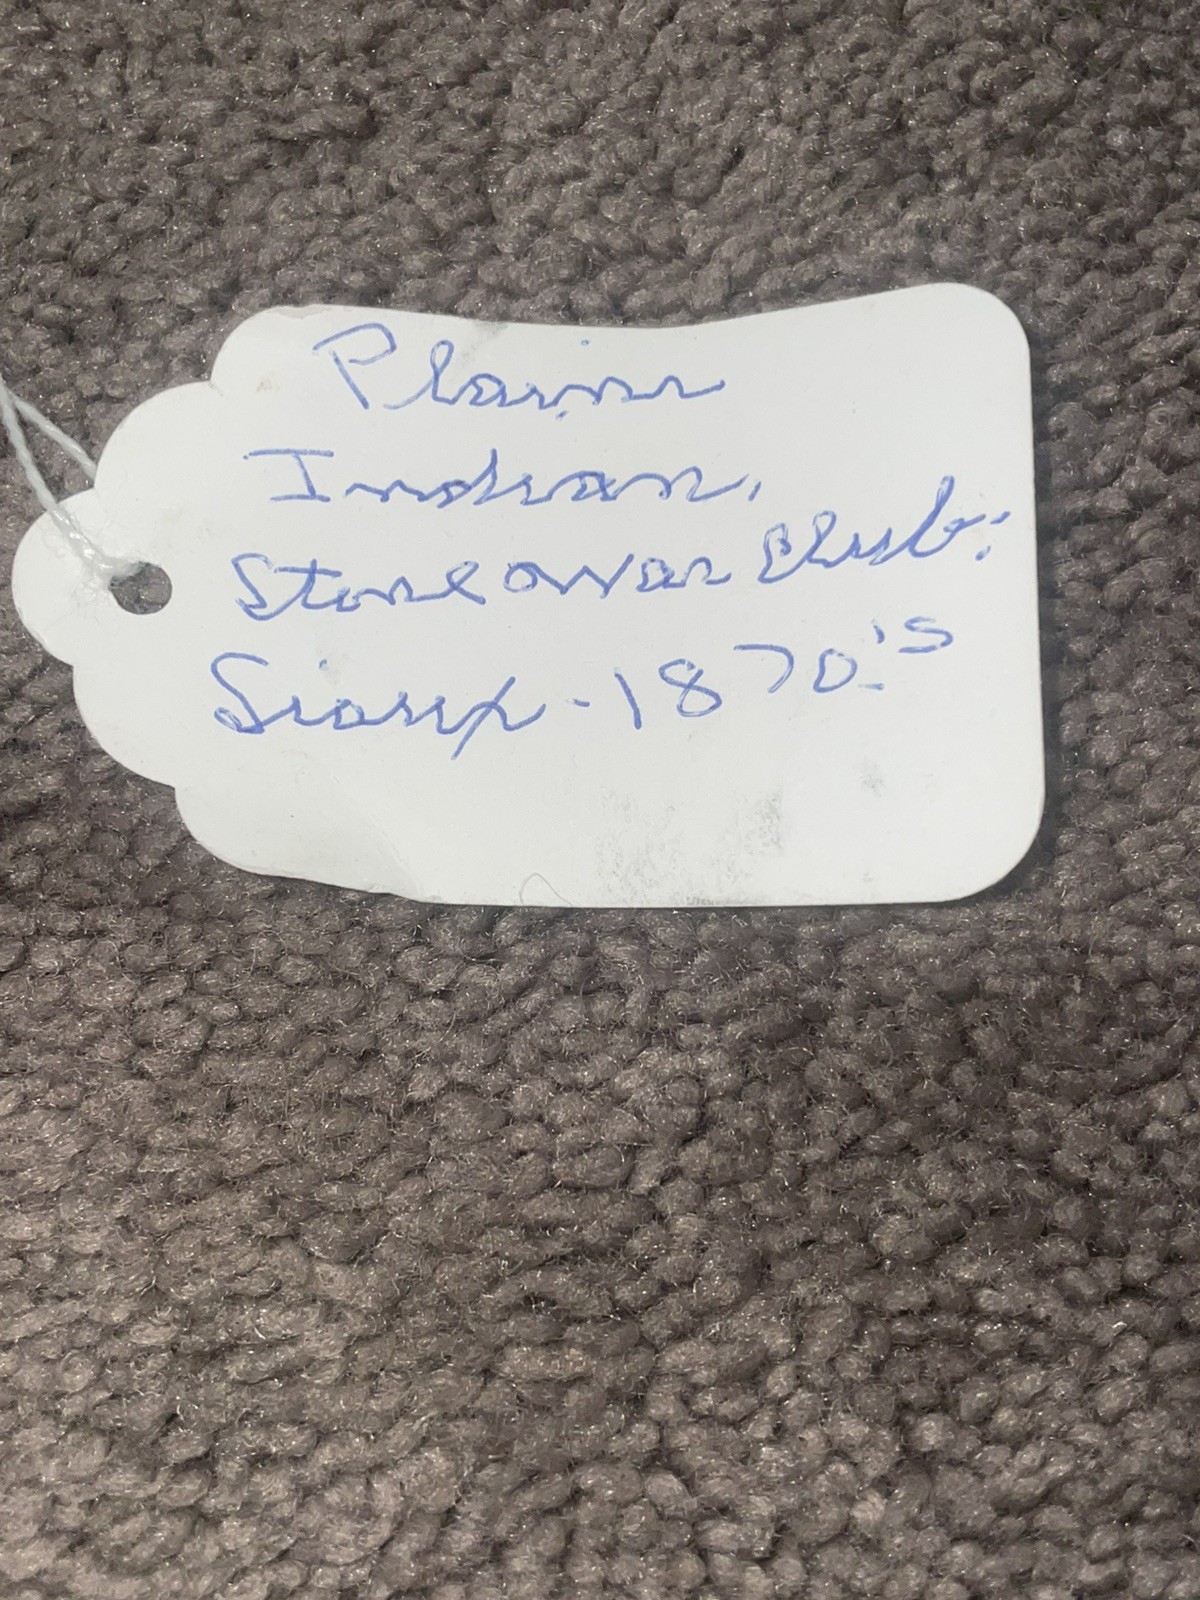 Plains
Indian.
Stone War Club.
Sioux - 1870's